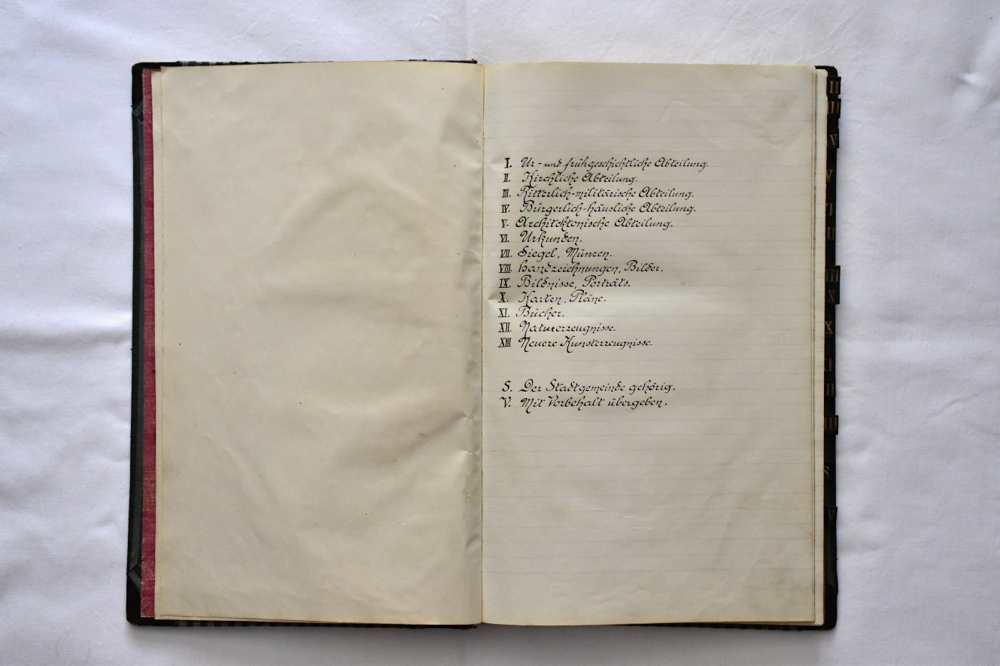 I. Ur- und frühgeschichtliche Abteilung.
II. Kirchliche Abteilung.
III. Ritterlich-militärische Abteilung.
IV. Bürgerlich-häusliche Abteilung.
V. Architektonische Abteilung.
VI. Urkunden.
VII. Siegel, Münzen.
VIII. Handzeichnungen, Bilder.
IX. Bildnisse, Porträts.
X. Karten, Pläne.
XI. Bücher.
XII. Naturerzeugnisse.
XIII Neuere Kunsterzeugnisse.
S. Der Stadtgemeinde gehörig.
V. Mit Vorbehalt übergeben.